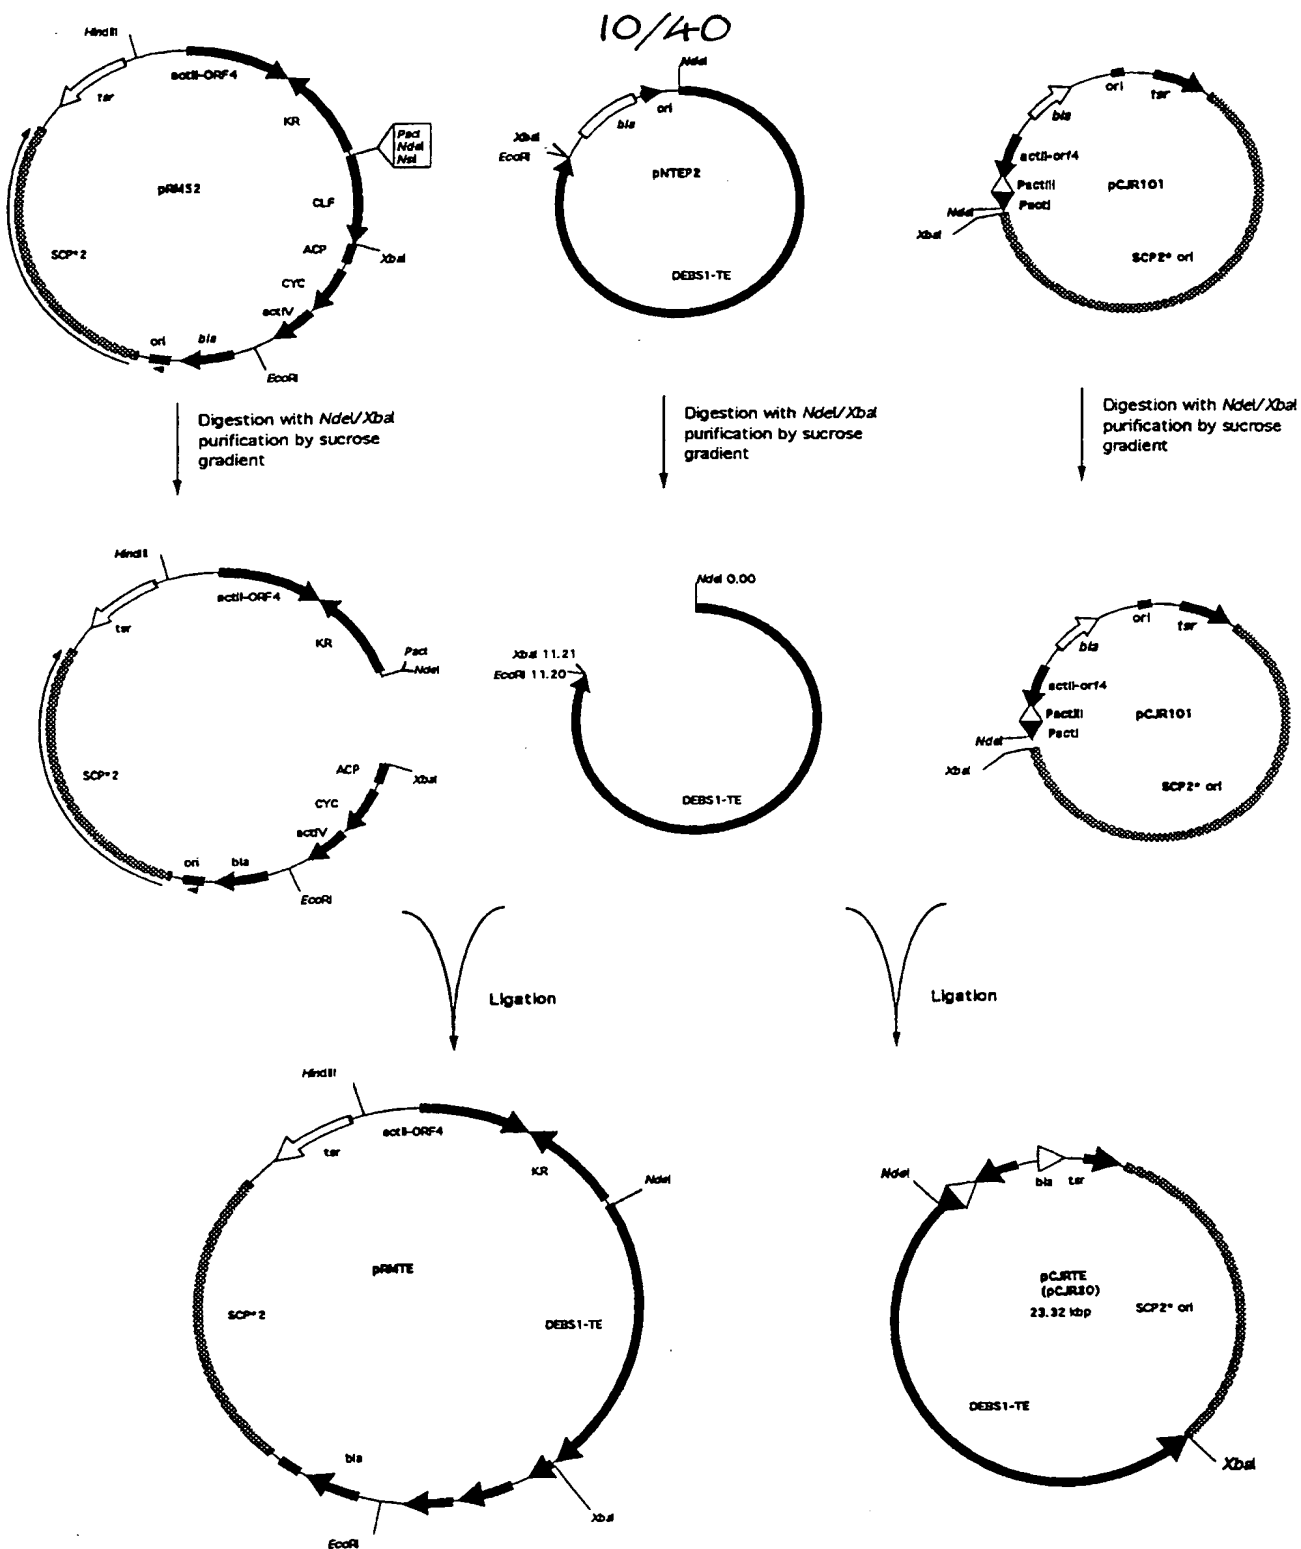 10/40
HindIII
actII-ORF4
tsr
KR
PacI
NdeI
NsiI
pRM52
CLF
ACP
XbaI
SCP*2
CYC
actIV
ori
bla
EcoRI
NdeI
ori
bla
XbaI
EcoRI
pNTEP2
DEBS1-TE
ori
tsr
bla
actII-orf4
PactIII
pCJR101
PactI
NdeI
XbaI
SCP2* ori
Digestion with NdeI/XbaI
purification by sucrose
gradient
Digestion with NdeI/XbaI
purification by sucrose
gradient
Digestion with NdeI/XbaI
purification by sucrose
gradient
HindIII
actII-ORF4
tsr
KR
PacI
NdeI
SCP*2
ACP
XbaI
CYC
actIV
ori
bla
EcoRI
NdeI 0.00
XbaI 11.21
EcoRI 11.20
DEBS1-TE
ori
tsr
bla
actII-orf4
PactIII
pCJR101
PactI
NdeI
XbaI
SCP2* ori
Ligation
Ligation
HindIII
actII-ORF4
tsr
KR
NdeI
pRMTE
SCP*2
DEBS1-TE
bla
XbaI
EcoRI
NdeI
bla
tsr
pCJRTE
(pCJR30)
23.32 kbp
SCP2* ori
DEBS1-TE
XbaI